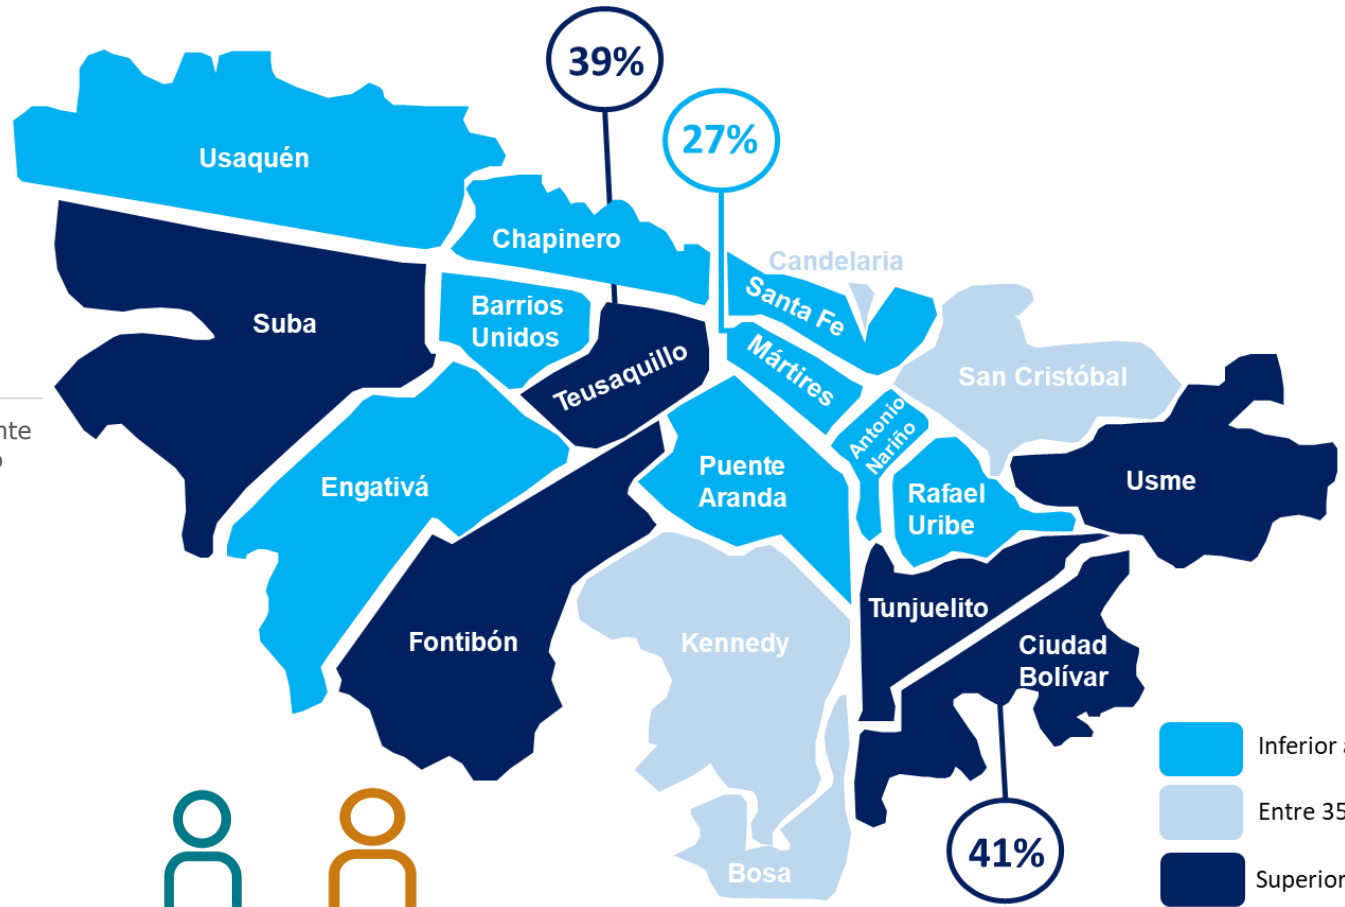 39%
27%
Usaquén
Chapinero
Candelaria
Santa Fe
Barrios
Unidos
Suba
Teusaquillo
Mártires
San Cristóbal
Antonio
Nariño
Engativá
Puente
Aranda
Rafael
Uribe
Usme
Fontibón
Kennedy
Tunjuelito
Ciudad
Bolívar
Bosa
41%
Inferior
Entre 35
Superior